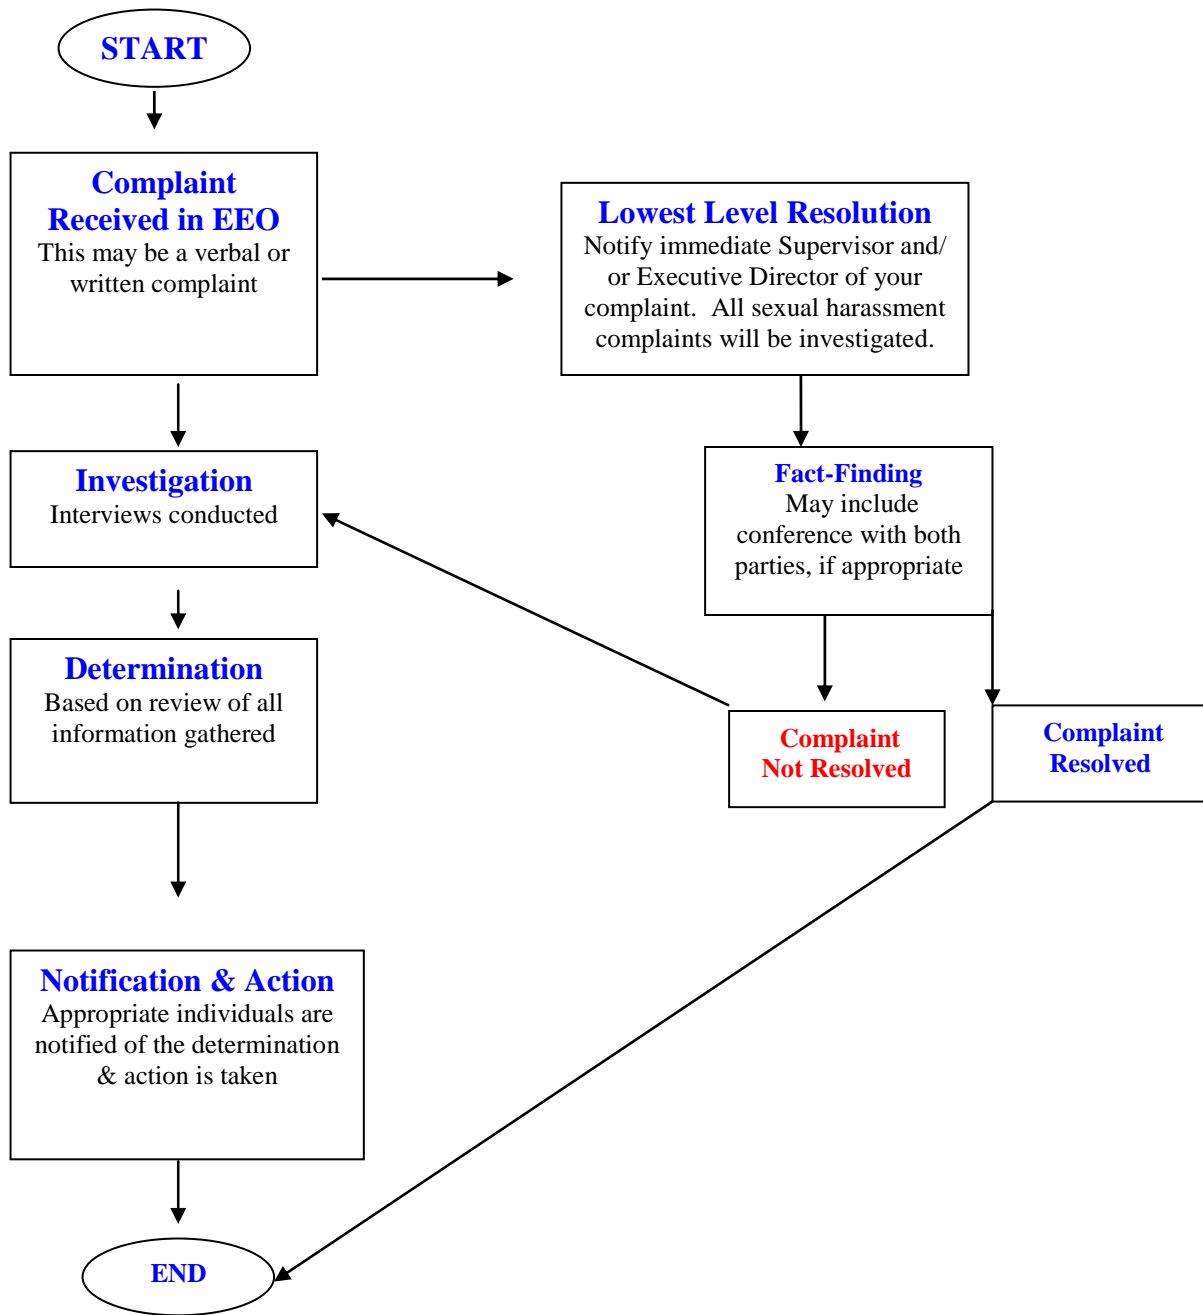 START
Complaint
Received in EEO
This may be a verbal or
written complaint
Lowest Level Resolution
Notify immediate Supervisor and/
or Executive Director of your
complaint.  All sexual harassment
complaints will be investigated.
Investigation
Interviews conducted
Fact-Finding
May include
conference with both
parties, if appropriate
Determination
Based on review of all
information gathered
Complaint
Not Resolved
Complaint
Resolved
Notification & Action
Appropriate individuals are
notified of the determination
& action is taken
END